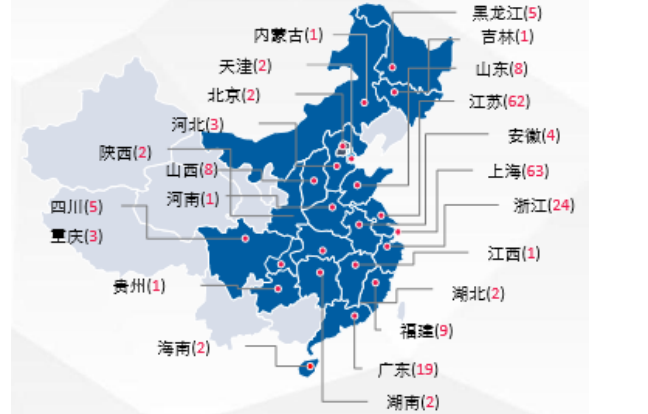 黑龙江(5)
内蒙古(1)
吉林(1)
天津(2)
山东(8)
北京(2)
江苏(62)
河北(3)
安徽(4)
陕西(2)
山西(8)
上海(63)
河南(1)
四川(5)
浙江(24)
重庆(3)
江西(1)
贵州(1)
湖北(2)
福建(9)
海南(2)
广东(19)
湖南(2)